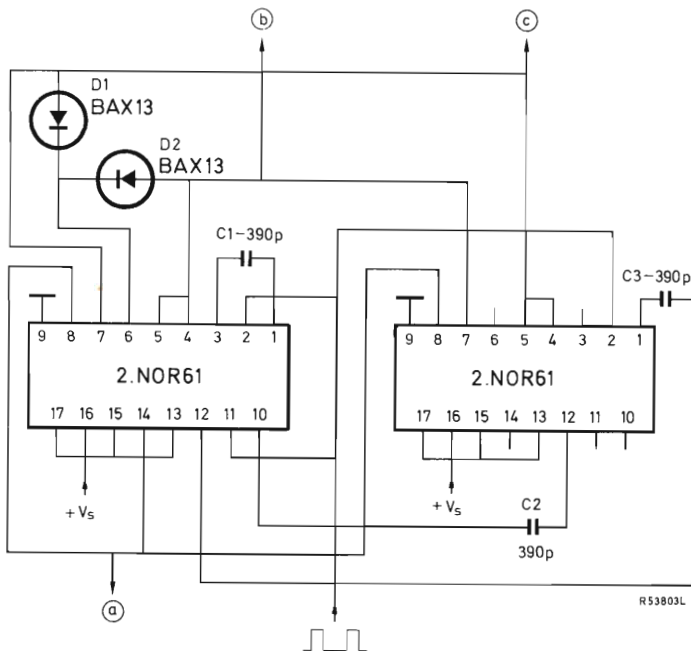 b
c
D1
BAX13
D2
BAX13
C1-390p
C3-390p
9 8 7 6 5 4 3 2 1
9 8 7 6 5 4 3 2 1
2.NOR61
2.NOR61
17 16 15 14 13 12 11 10
17 16 15 14 13 12 11 10
+Vs
+Vs
C2
390p
a
R53803L